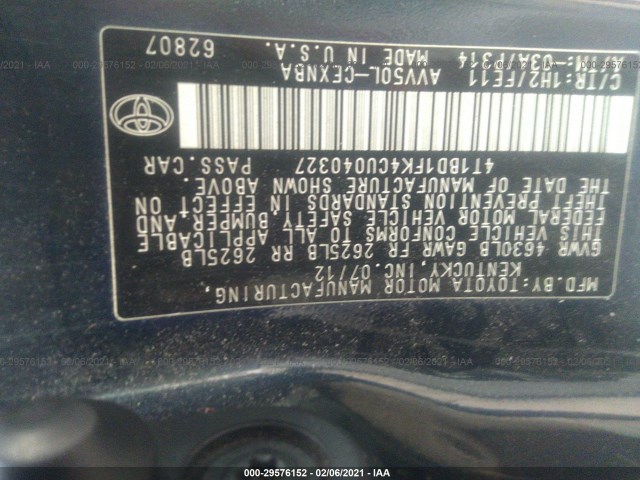 MFD.BY:TOYOTA MOTOR MANUFACTURING,
KENTUCKY,INC.07/12
GVWR 4630LB GAWR FR 2625LB RR 2625LB
THIS VEHICLE CONFORMS TO ALL APPLICABLE
FEDERAL MOTOR VEHICLE SAFETY, BUMPER,AND
THEFT PREVENTION STANDARDS IN EFFECT ON
THE DATE OF MANUFACTURE SHOWN ABOVE.
4T1BD1FK4CU040327 PASS.CAR
C/TR:1H2/FE11 AVV50L-CEXNBA
MADE IN U.S.A. 62807
000-29576152 | 02/06/2021 | IAA